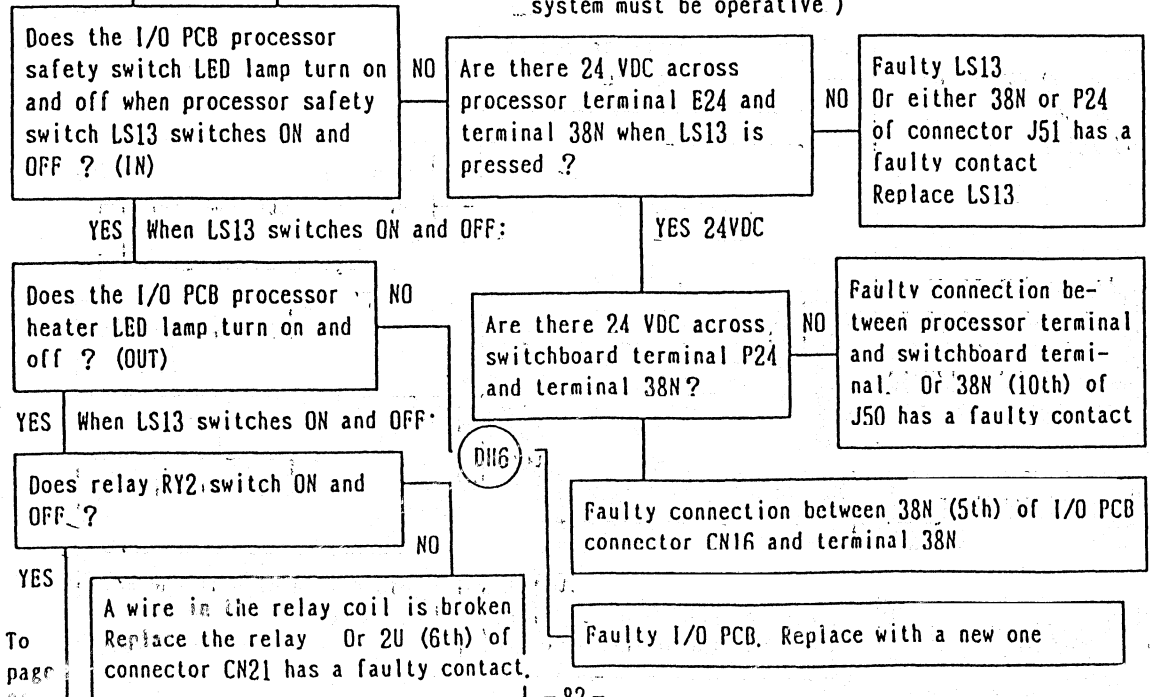 system must be operative )
Does the I/O PCB processor
safety switch LED lamp turn on
and off when processor safety
switch LS13 switches ON and
OFF ? (IN)
NO
Are there 24 VDC across
processor terminal E24 and
terminal 38N when LS13 is
pressed ?
NO
Faulty LS13
Or either 38N or P24
of connector J51 has a
faulty contact
Replace LS13
YES When LS13 switches ON and OFF:
YES 24VDC
Does the I/O PCB processor
heater LED lamp turn on and
off ? (OUT)
NO
Are there 24 VDC across
switchboard terminal P24
and terminal 38N?
NO
Faulty connection be-
tween processor terminal
and switchboard termi-
nal. Or 38N (10th) of
J50 has a faulty contact
YES When LS13 switches ON and OFF:
Does relay RY2 switch ON and
OFF ?
NO
Faulty connection between 38N (5th) of I/O PCB
connector CN16 and terminal 38N
YES
A wire in the relay coil is broken
Replace the relay Or 2U (6th) of
connector CN21 has a faulty contact.
Faulty I/O PCB. Replace with a new one
To
page
- 82 -